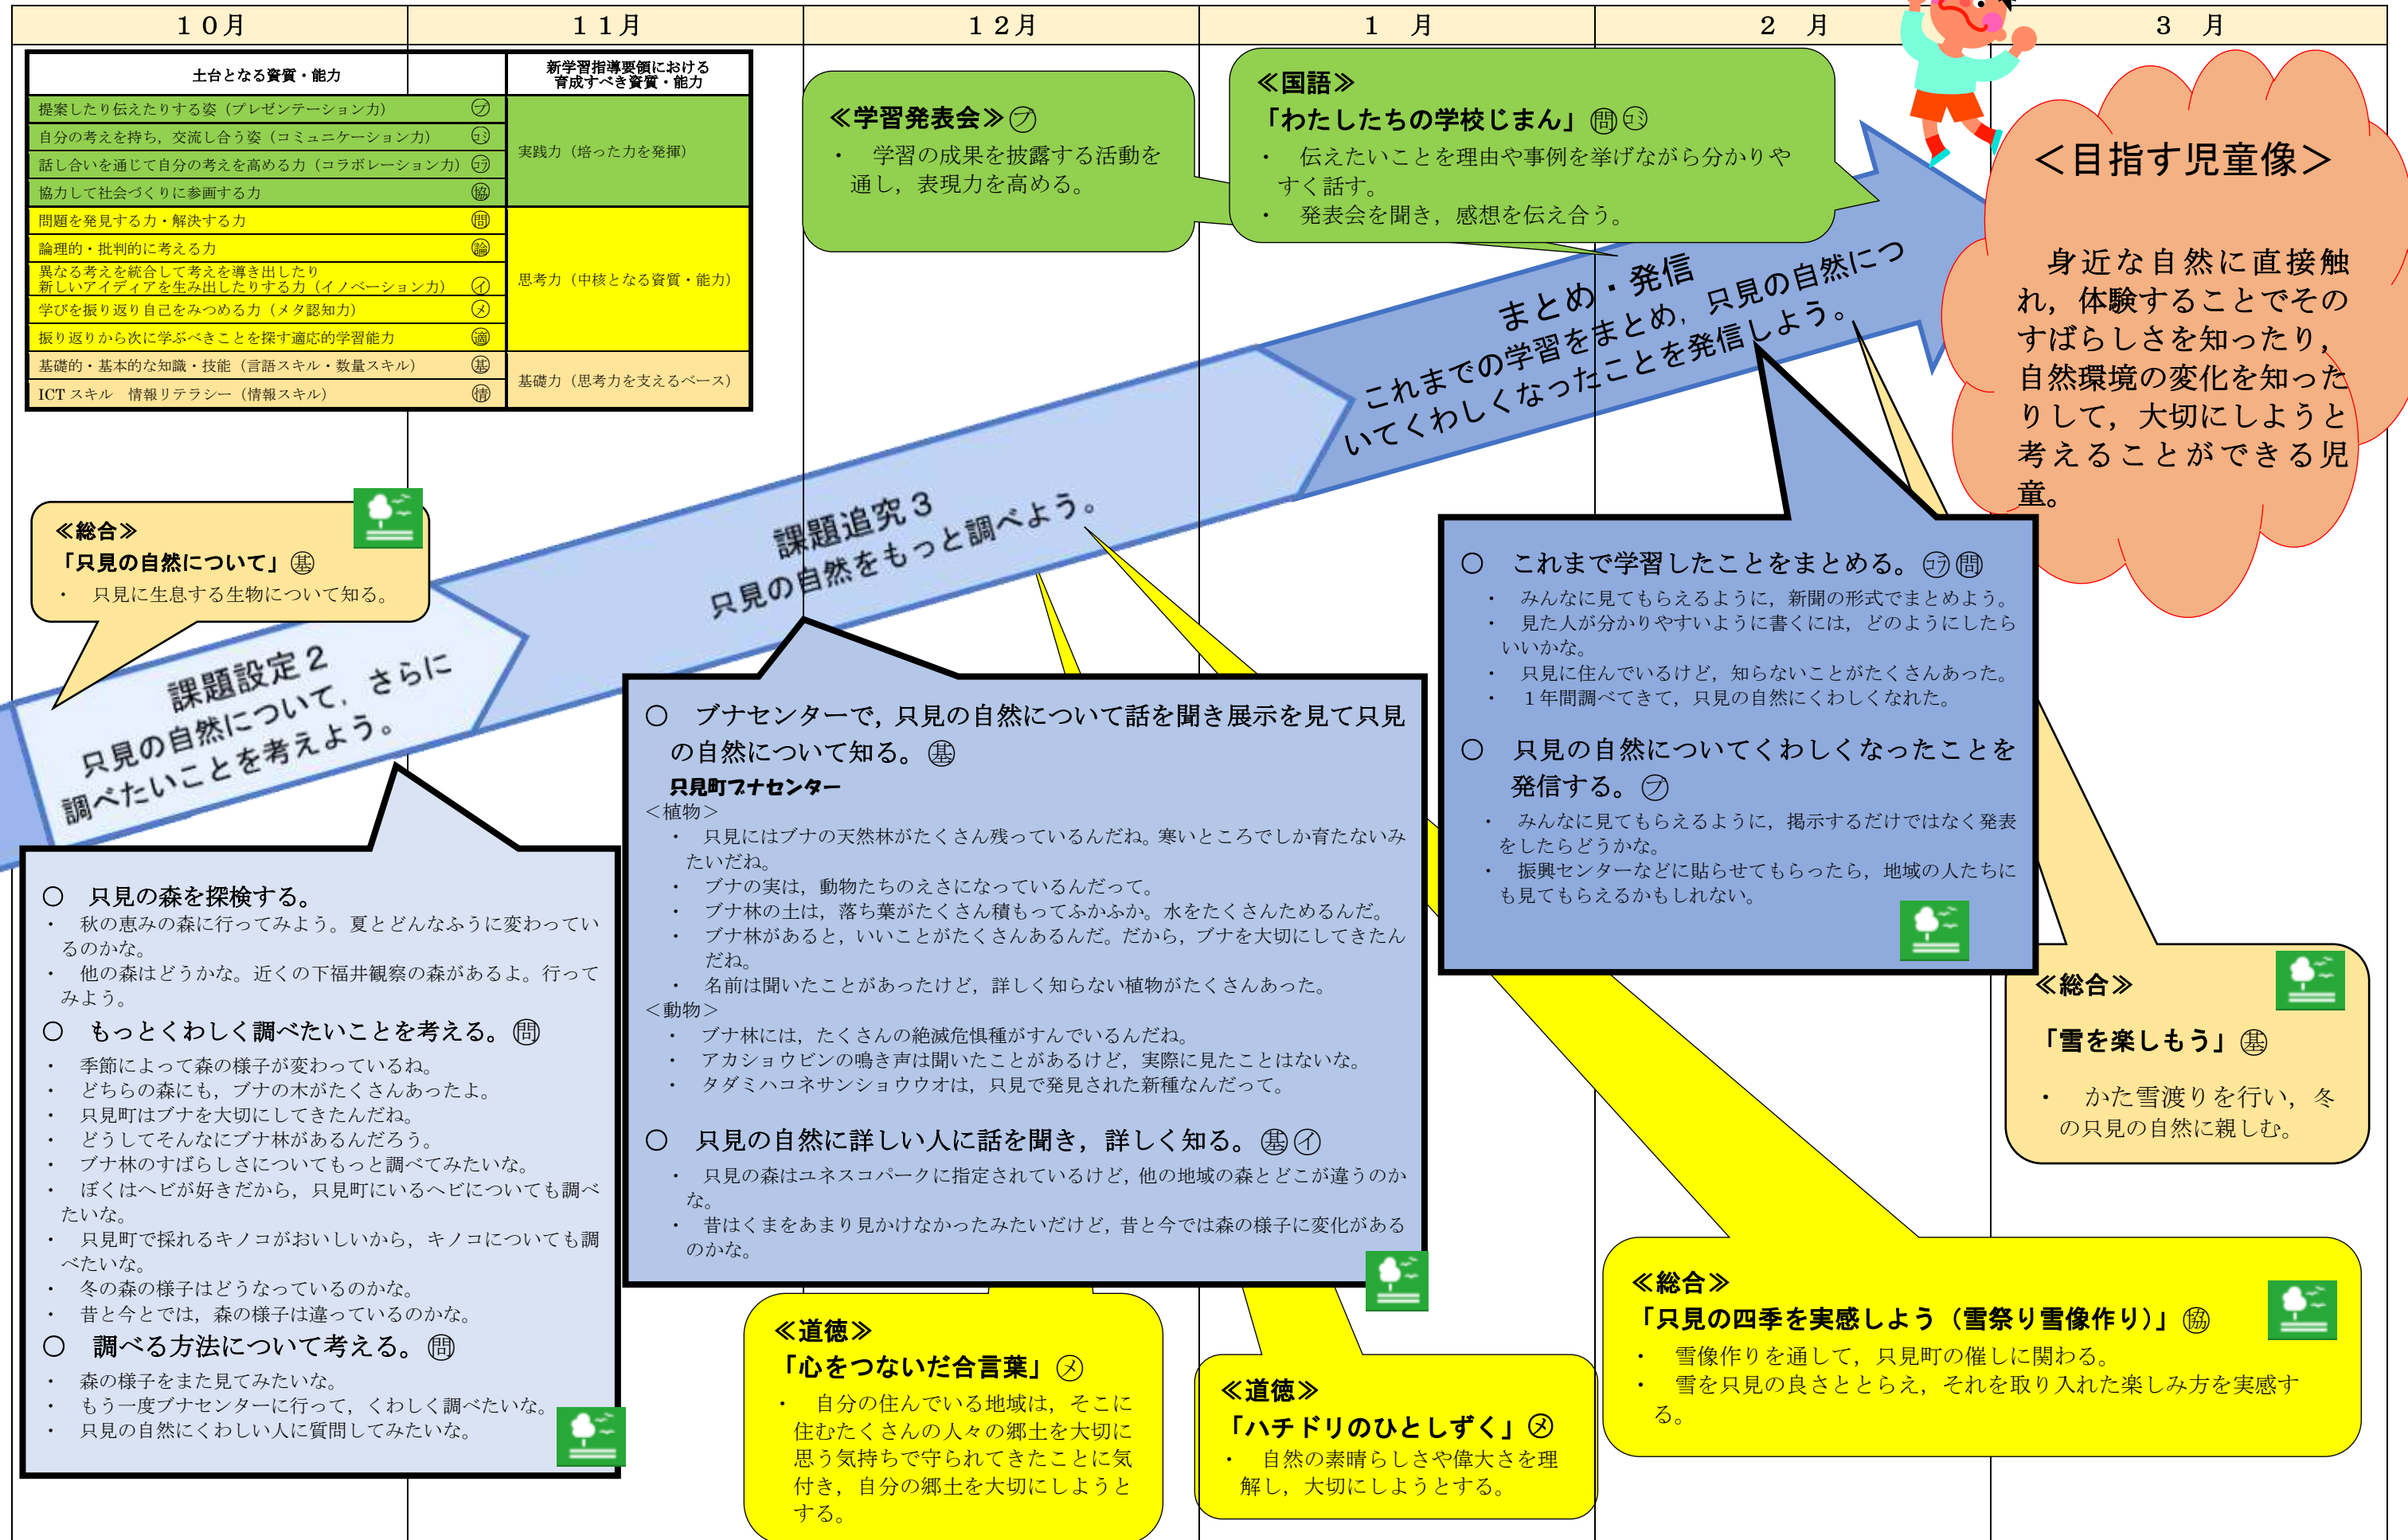 １０月
１１月
１２月
１　月
２　月
３　月
土台となる資質・能力
新学習指導要領における
育成すべき資質・能力
提案したり伝えたりする姿（プレゼンテーション力） ㋫
自分の考えを持ち，交流し合う姿（コミュニケーション力） コミ
話し合いを通じて自分の考えを高める力（コラボレーション力） コラ
協力して社会づくりに参画する力 協
実践力（培った力を発揮）
問題を発見する力・解決する力 問
論理的・批判的に考える力 論
異なる考えを統合して考えを導き出したり
新しいアイディアを生み出したりする力（イノベーション力） ㋑
学びを振り返り自己をみつめる力（メタ認知力） ㋱
振り返りから次に学ぶべきことを探す適応的学習能力 適
思考力（中核となる資質・能力）
基礎的・基本的な知識・技能（言語スキル・数量スキル） 基
ICTスキル　情報リテラシー（情報スキル） 情
基礎力（思考力を支えるベース）
≪学習発表会≫プ
・　学習の成果を披露する活動を
通し，表現力を高める。
≪国語≫
「わたしたちの学校じまん」問コミ
・　伝えたいことを理由や事例を挙げながら分かりや
すく話す。
・　発表会を聞き，感想を伝え合う。
＜目指す児童像＞
身近な自然に直接触
れ，体験することでその
すばらしさを知ったり，
自然環境の変化を知った
りして，大切にしようと
考えることができる児
童。
まとめ・発信
これまでの学習をまとめ，只見の自然につ
いてくわしくなったことを発信しよう。
課題追究３
只見の自然をもっと調べよう。
≪総合≫
「只見の自然について」基
・　只見に生息する生物について知る。
課題設定２
只見の自然について，さらに
調べたいことを考えよう。
〇　只見の森を探検する。
・　秋の恵みの森に行ってみよう。夏とどんなふうに変わってい
るのかな。
・　他の森はどうかな。近くの下福井観察の森があるよ。行って
みよう。
〇　もっとくわしく調べたいことを考える。問
・　季節によって森の様子が変わっているね。
・　どちらの森にも，ブナの木がたくさんあったよ。
・　只見町はブナを大切にしてきたんだね。
・　どうしてそんなにブナ林があるんだろう。
・　ブナ林のすばらしさについてもっと調べてみたいな。
・　ぼくはヘビが好きだから，只見町にいるヘビについても調べ
たいな。
・　只見町で採れるキノコがおいしいから，キノコについても調
べたいな。
・　冬の森の様子はどうなっているのかな。
・　昔と今とでは，森の様子は違っているのかな。
〇　調べる方法について考える。問
・　森の様子をまた見てみたいな。
・　もう一度ブナセンターに行って，くわしく調べたいな。
・　只見の自然にくわしい人に質問してみたいな。
〇　ブナセンターで，只見の自然について話を聞き展示を見て只見
の自然について知る。基
只見町ブナセンター
＜植物＞
・　只見にはブナの天然林がたくさん残っているんだね。寒いところでしか育たないみ
たいだね。
・　ブナの実は，動物たちのえさになっているんだって。
・　ブナ林の土は，落ち葉がたくさん積もってふかふか。水をたくさんためるんだ。
・　ブナ林があると，いいことがたくさんあるんだ。だから，ブナを大切にしてきたん
だね。
・　名前は聞いたことがあったけど，詳しく知らない植物がたくさんあった。
＜動物＞
・　ブナ林には，たくさんの絶滅危惧種がすんでいるんだね。
・　アカショウビンの鳴き声は聞いたことがあるけど，実際に見たことはないな。
・　タダミハコネサンショウウオは，只見で発見された新種なんだって。
〇　只見の自然に詳しい人に話を聞き，詳しく知る。基㋑
・　只見の森はユネスコパークに指定されているけど，他の地域の森とどこが違うのか
な。
・　昔はくまをあまり見かけなかったみたいだけど，昔と今では森の様子に変化がある
のかな。
〇　これまで学習したことをまとめる。コラ問
・　みんなに見てもらえるように，新聞の形式でまとめよう。
・　見た人が分かりやすいように書くには，どのようにしたら
いいかな。
・　只見に住んでいるけど，知らないことがたくさんあった。
・　１年間調べてきて，只見の自然にくわしくなれた。
〇　只見の自然についてくわしくなったことを
発信する。プ
・　みんなに見てもらえるように，掲示するだけではなく発表
をしたらどうかな。
・　振興センターなどに貼らせてもらったら，地域の人たちに
も見てもらえるかもしれない。
≪総合≫
「雪を楽しもう」基
・　かた雪渡りを行い，冬
の只見の自然に親しむ。
≪道徳≫
「心をつないだ合言葉」㋱
・　自分の住んでいる地域は，そこに
住むたくさんの人々の郷土を大切に
思う気持ちで守られてきたことに気
付き，自分の郷土を大切にしようと
する。
≪道徳≫
「ハチドリのひとしずく」㋱
・　自然の素晴らしさや偉大さを理
解し，大切にしようとする。
≪総合≫
「只見の四季を実感しよう（雪祭り雪像作り）」協
・　雪像作りを通して，只見町の催しに関わる。
・　雪を只見の良さととらえ，それを取り入れた楽しみ方を実感す
る。